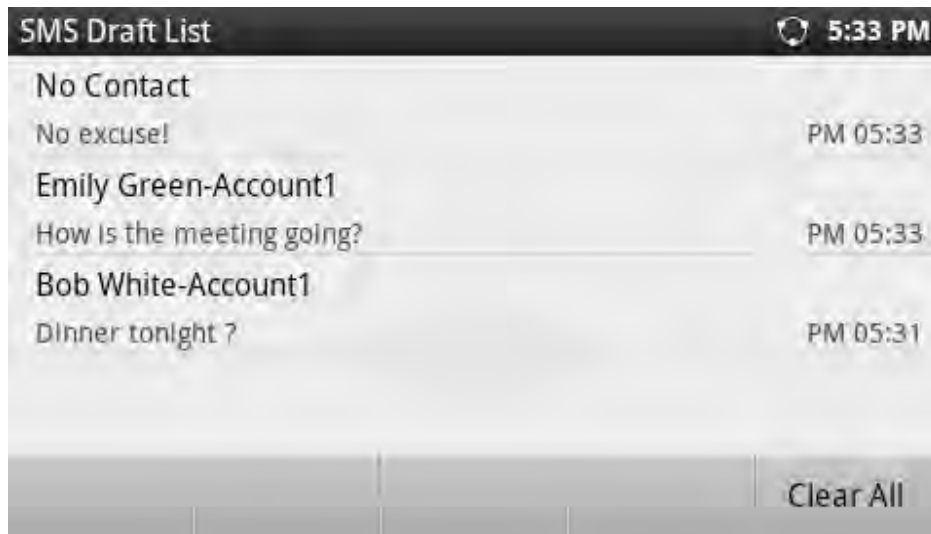 SMS Draft List 5:33 PM
No Contact
No excuse! PM 05:33
Emily Green-Account1
How is the meeting going? PM 05:33
Bob White-Account1
Dinner tonight ? PM 05:31
Clear All